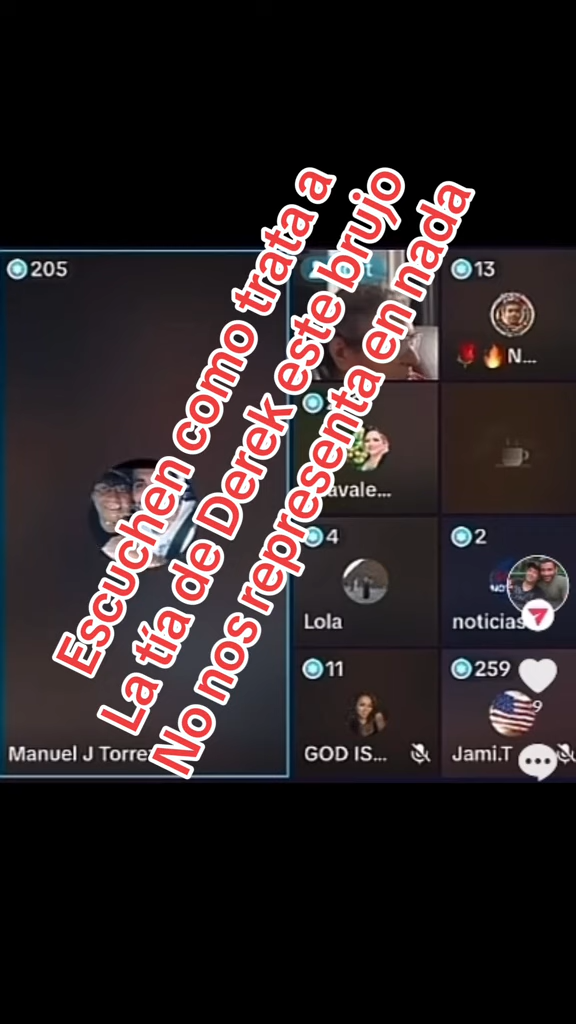 Escuchen como trata a
La tía de Derek este brujo
No nos representa en nada
205
13
N...
4
2
Lola
noticias
11
259
GOD IS...
Jami.T
Manuel J Torre